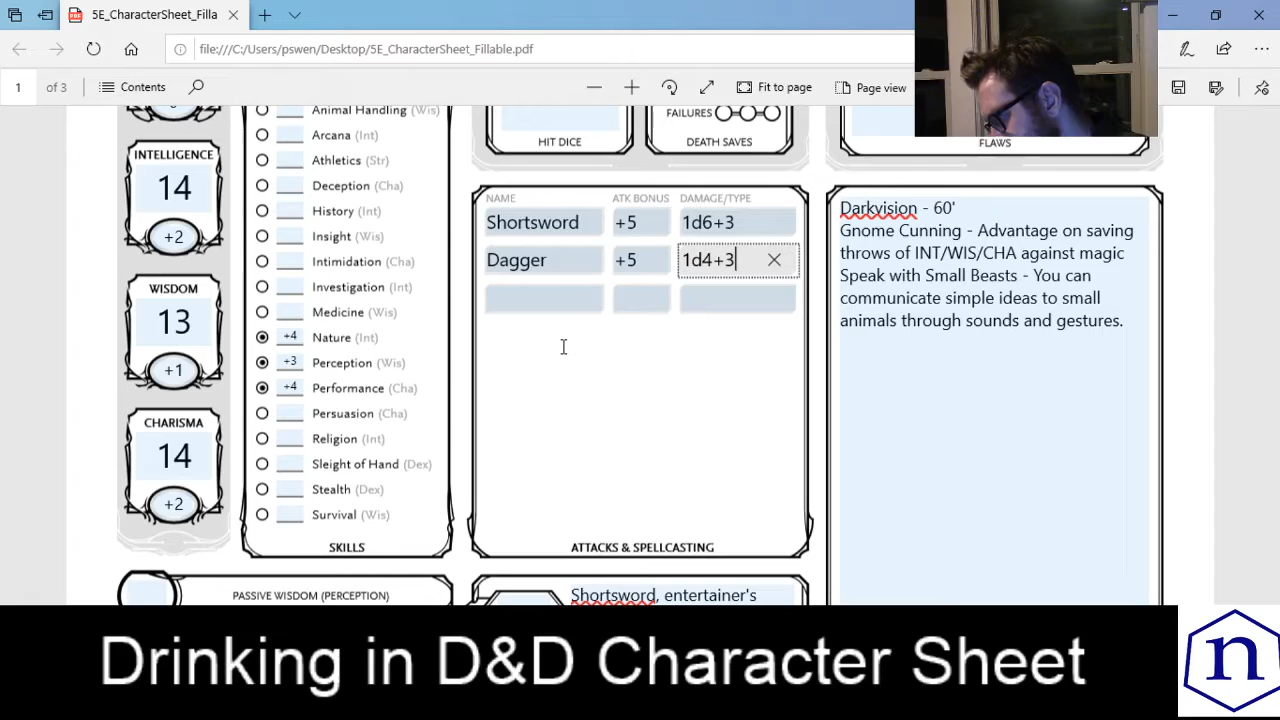 5E_CharacterSheet_Filla
file:///C:/Users/pswen/Desktop/5E_CharacterSheet_Fillable.pdf
1 of 3
Contents
Fit to page
Page view
INTELLIGENCE
14
+2
WISDOM
13
+1
CHARISMA
14
+2
Animal Handling (Wis)
Arcana (Int)
Athletics (Str)
Deception (Cha)
History (Int)
Insight (Wis)
Intimidation (Cha)
Investigation (Int)
Medicine (Wis)
+4 Nature (Int)
+3 Perception (Wis)
+4 Performance (Cha)
Persuasion (Cha)
Religion (Int)
Sleight of Hand (Dex)
Stealth (Dex)
Survival (Wis)
SKILLS
PASSIVE WISDOM (PERCEPTION)
HIT DICE
FAILURES
DEATH SAVES
NAME ATK BONUS DAMAGE/TYPE
Shortsword +5 1d6+3
Dagger +5 1d4+3
ATTACKS & SPELLCASTING
Shortsword, entertainer's
FLAWS
Darkvision - 60'
Gnome Cunning - Advantage on saving
throws of INT/WIS/CHA against magic
Speak with Small Beasts - You can
communicate simple ideas to small
animals through sounds and gestures.
Drinking in D&D Character Sheet
n